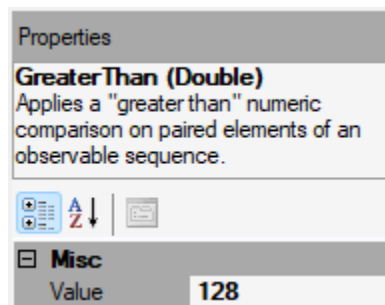 Properties
GreaterThan (Double)
Applies a "greater than" numeric
comparison on paired elements of an
observable sequence.
A
Z
Misc
Value 128